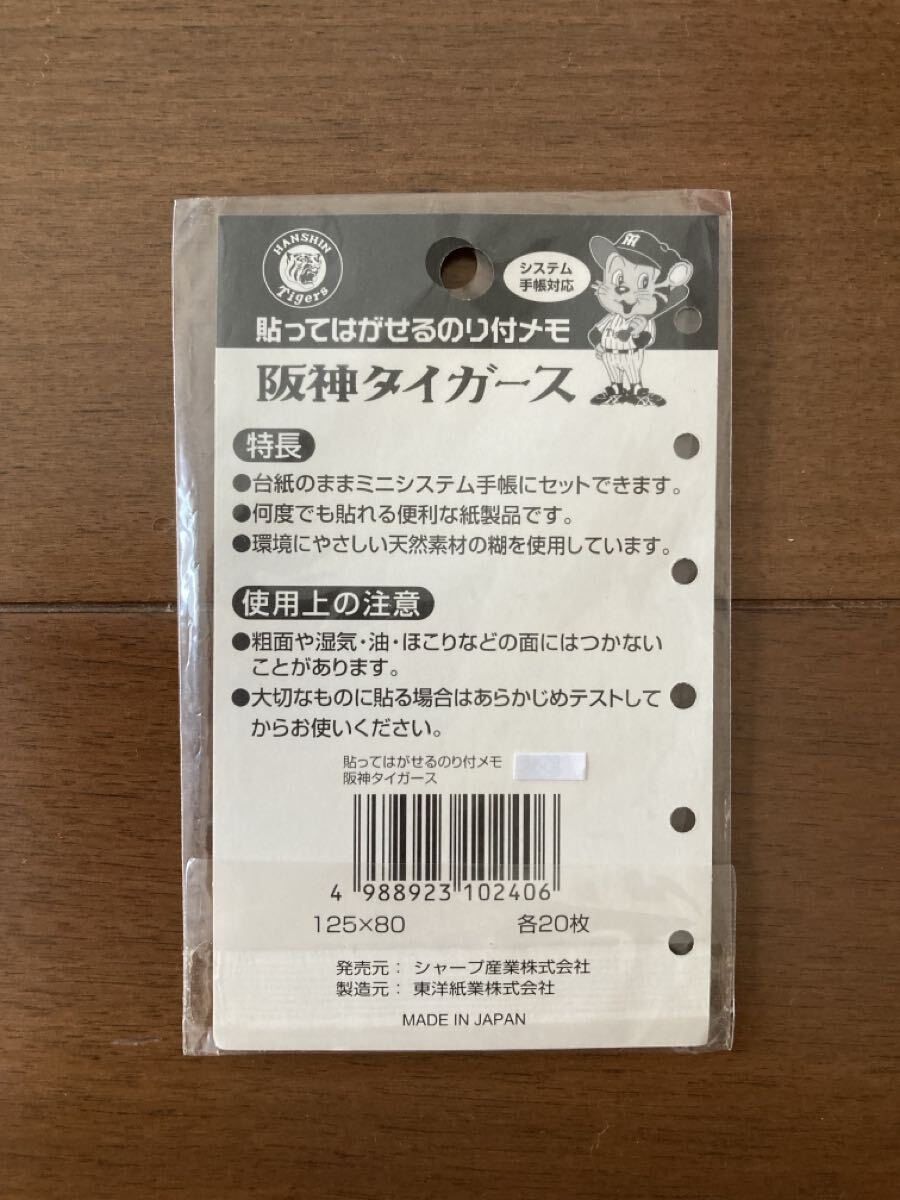 HANSHIN
Tigers
システム
手帳対応
貼ってはがせるのり付メモ
阪神タイガース
特長
●台紙のままミニシステム手帳にセットできます。
●何度でも貼れる便利な紙製品です。
●環境にやさしい天然素材の糊を使用しています。
使用上の注意
●粗面や湿気・油・ほこりなどの面にはつかない
ことがあります。
●大切なものに貼る場合はあらかじめテストして
からお使いください。
貼ってはがせるのり付メモ
阪神タイガース
4 988923 102406
125×80 各20枚
発売元： シャープ産業株式会社
製造元： 東洋紙業株式会社
MADE IN JAPAN